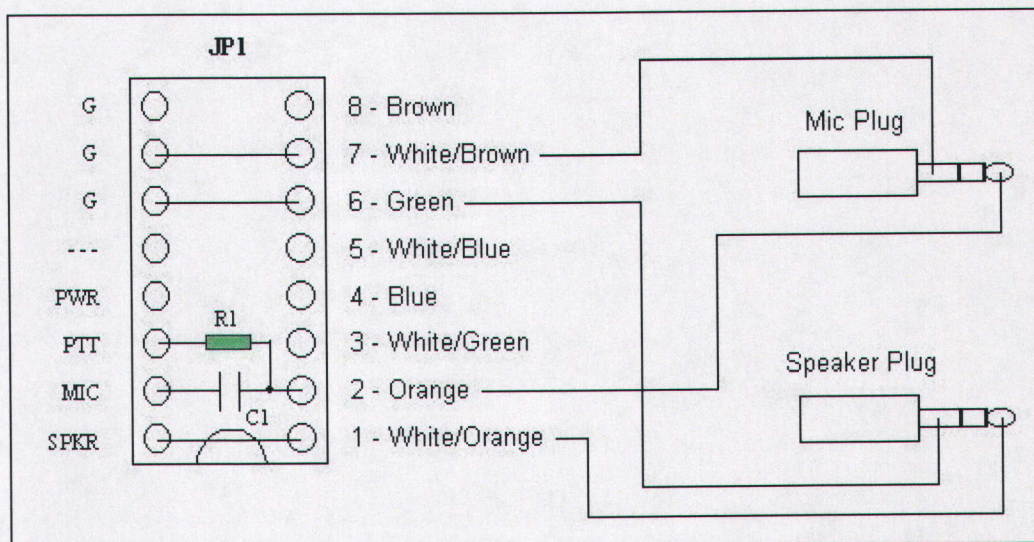 JP1
G
8 - Brown
G
7 - White/Brown
G
6 - Green
---
5 - White/Blue
PWR
4 - Blue
R1
PTT
3 - White/Green
MIC
2 - Orange
C1
SPKR
1 - White/Orange
Mic Plug
Speaker Plug